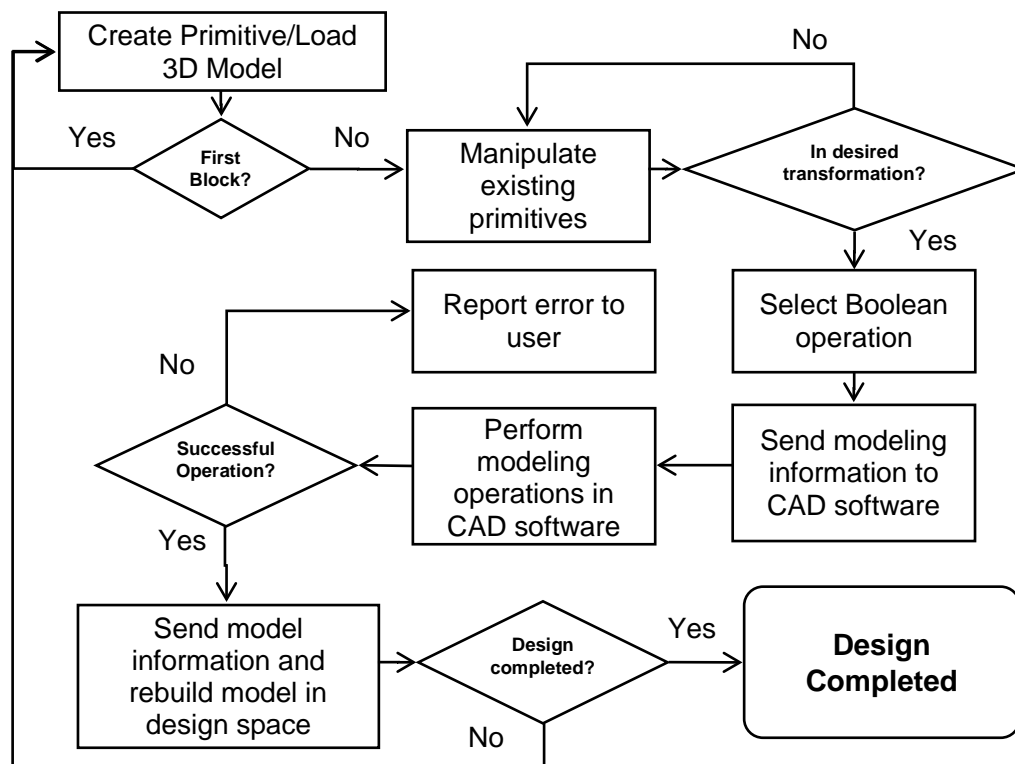 Create Primitive/Load
3D Model
No
Yes
First
Block?
No
Manipulate
existing
primitives
In desired
transformation?
Yes
Report error to
user
Select Boolean
operation
No
Successful
Operation?
Perform
modeling
operations in
CAD software
Send modeling
information to
CAD software
Yes
Send model
information and
rebuild model in
design space
Design
completed?
Yes
Design
Completed
No